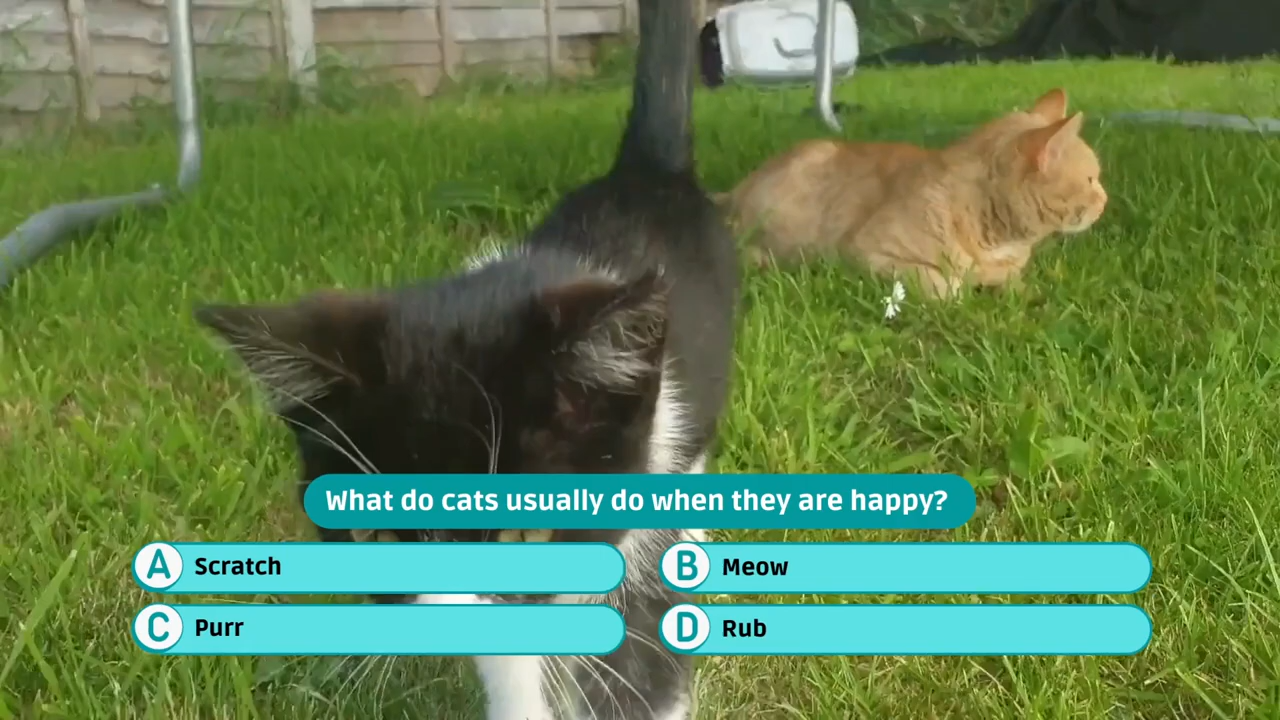 What do cats usually do when they are happy?
A Scratch
B Meow
C Purr
D Rub